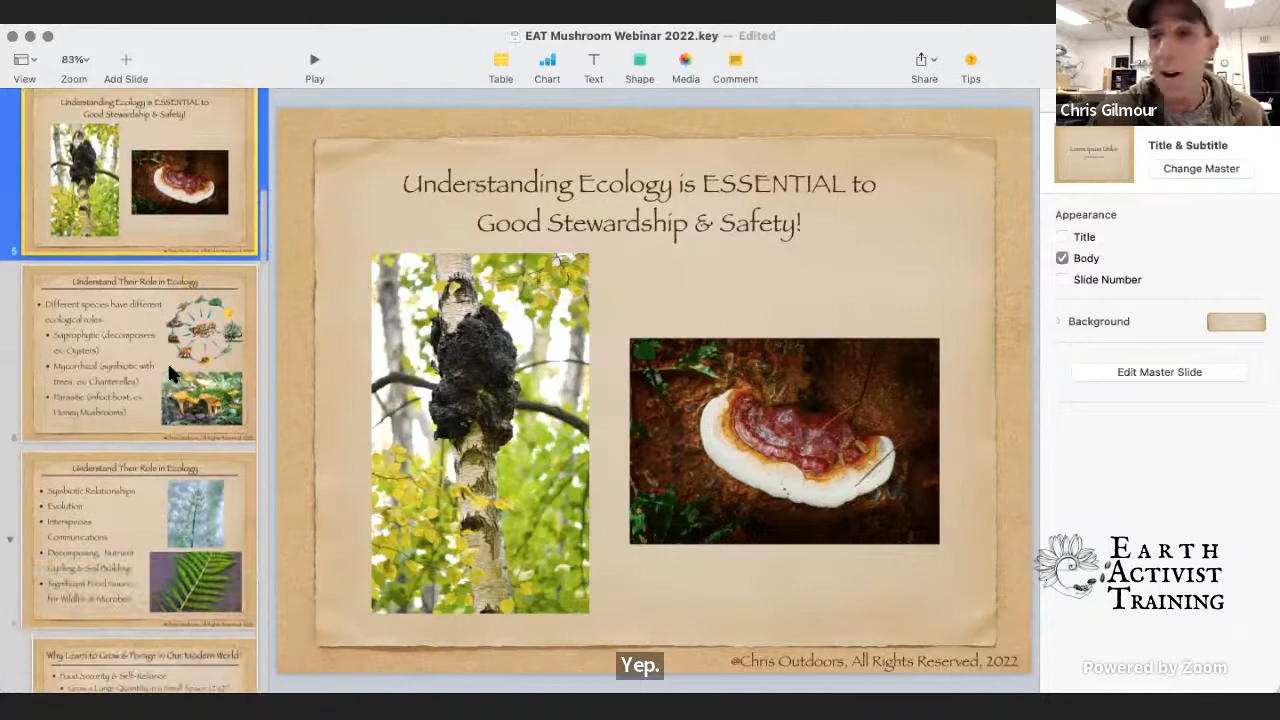 EAT Mushroom Webinar 2022.key — Edited
83%
View
Zoom
Add Slide
Play
Table
Chart
Text
Shape
Media
Comment
Share
Tips
Understanding Ecology is ESSENTIAL to
Good Stewardship & Safety!
5
Understand Their Role in Ecology
Different species have different
ecological roles-
Saprophytic (decomposers
ex: Oysters)
Mycorrhizal (symbiotic with
trees, ex: Chanterelles)
Parasitic (infect host, ex:
Honey Mushrooms)
6
Understand Their Role in Ecology
Symbiotic Relationships
Evolution
Interspecies
Communications
Decomposing, Nutrient
Cycling & Soil Building
Significant Food Source
for Wildlife & Microbes
Why Learn to Grow & Forage in Our Modern World?
Food Security & Self-Reliance
Understanding Ecology is ESSENTIAL to
Good Stewardship & Safety!
©Chris Outdoors, All Rights Reserved, 2022
Yep.
Chris Gilmour
Lorem Ipsum Dolor
Title & Subtitle
Change Master
Appearance
Title
Body
Slide Number
Background
Edit Master Slide
EARTH
ACTIVIST
TRAINING
Powered by Zoom